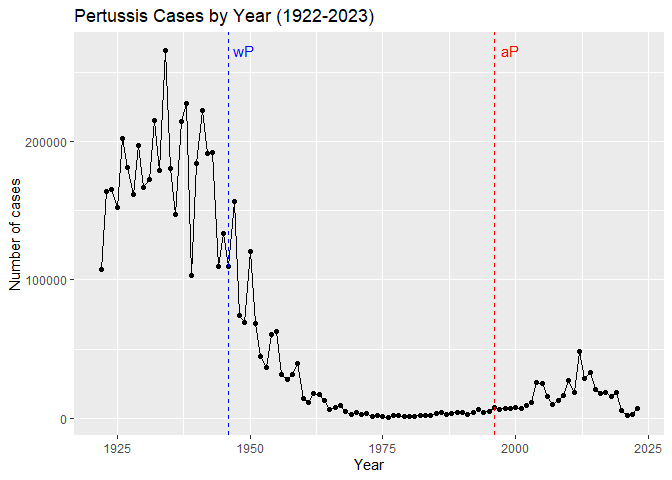 Pertussis Cases by Year (1922-2023)
wP
aP
200000
100000
0
Number of cases
1925
1950
1975
2000
2025
Year